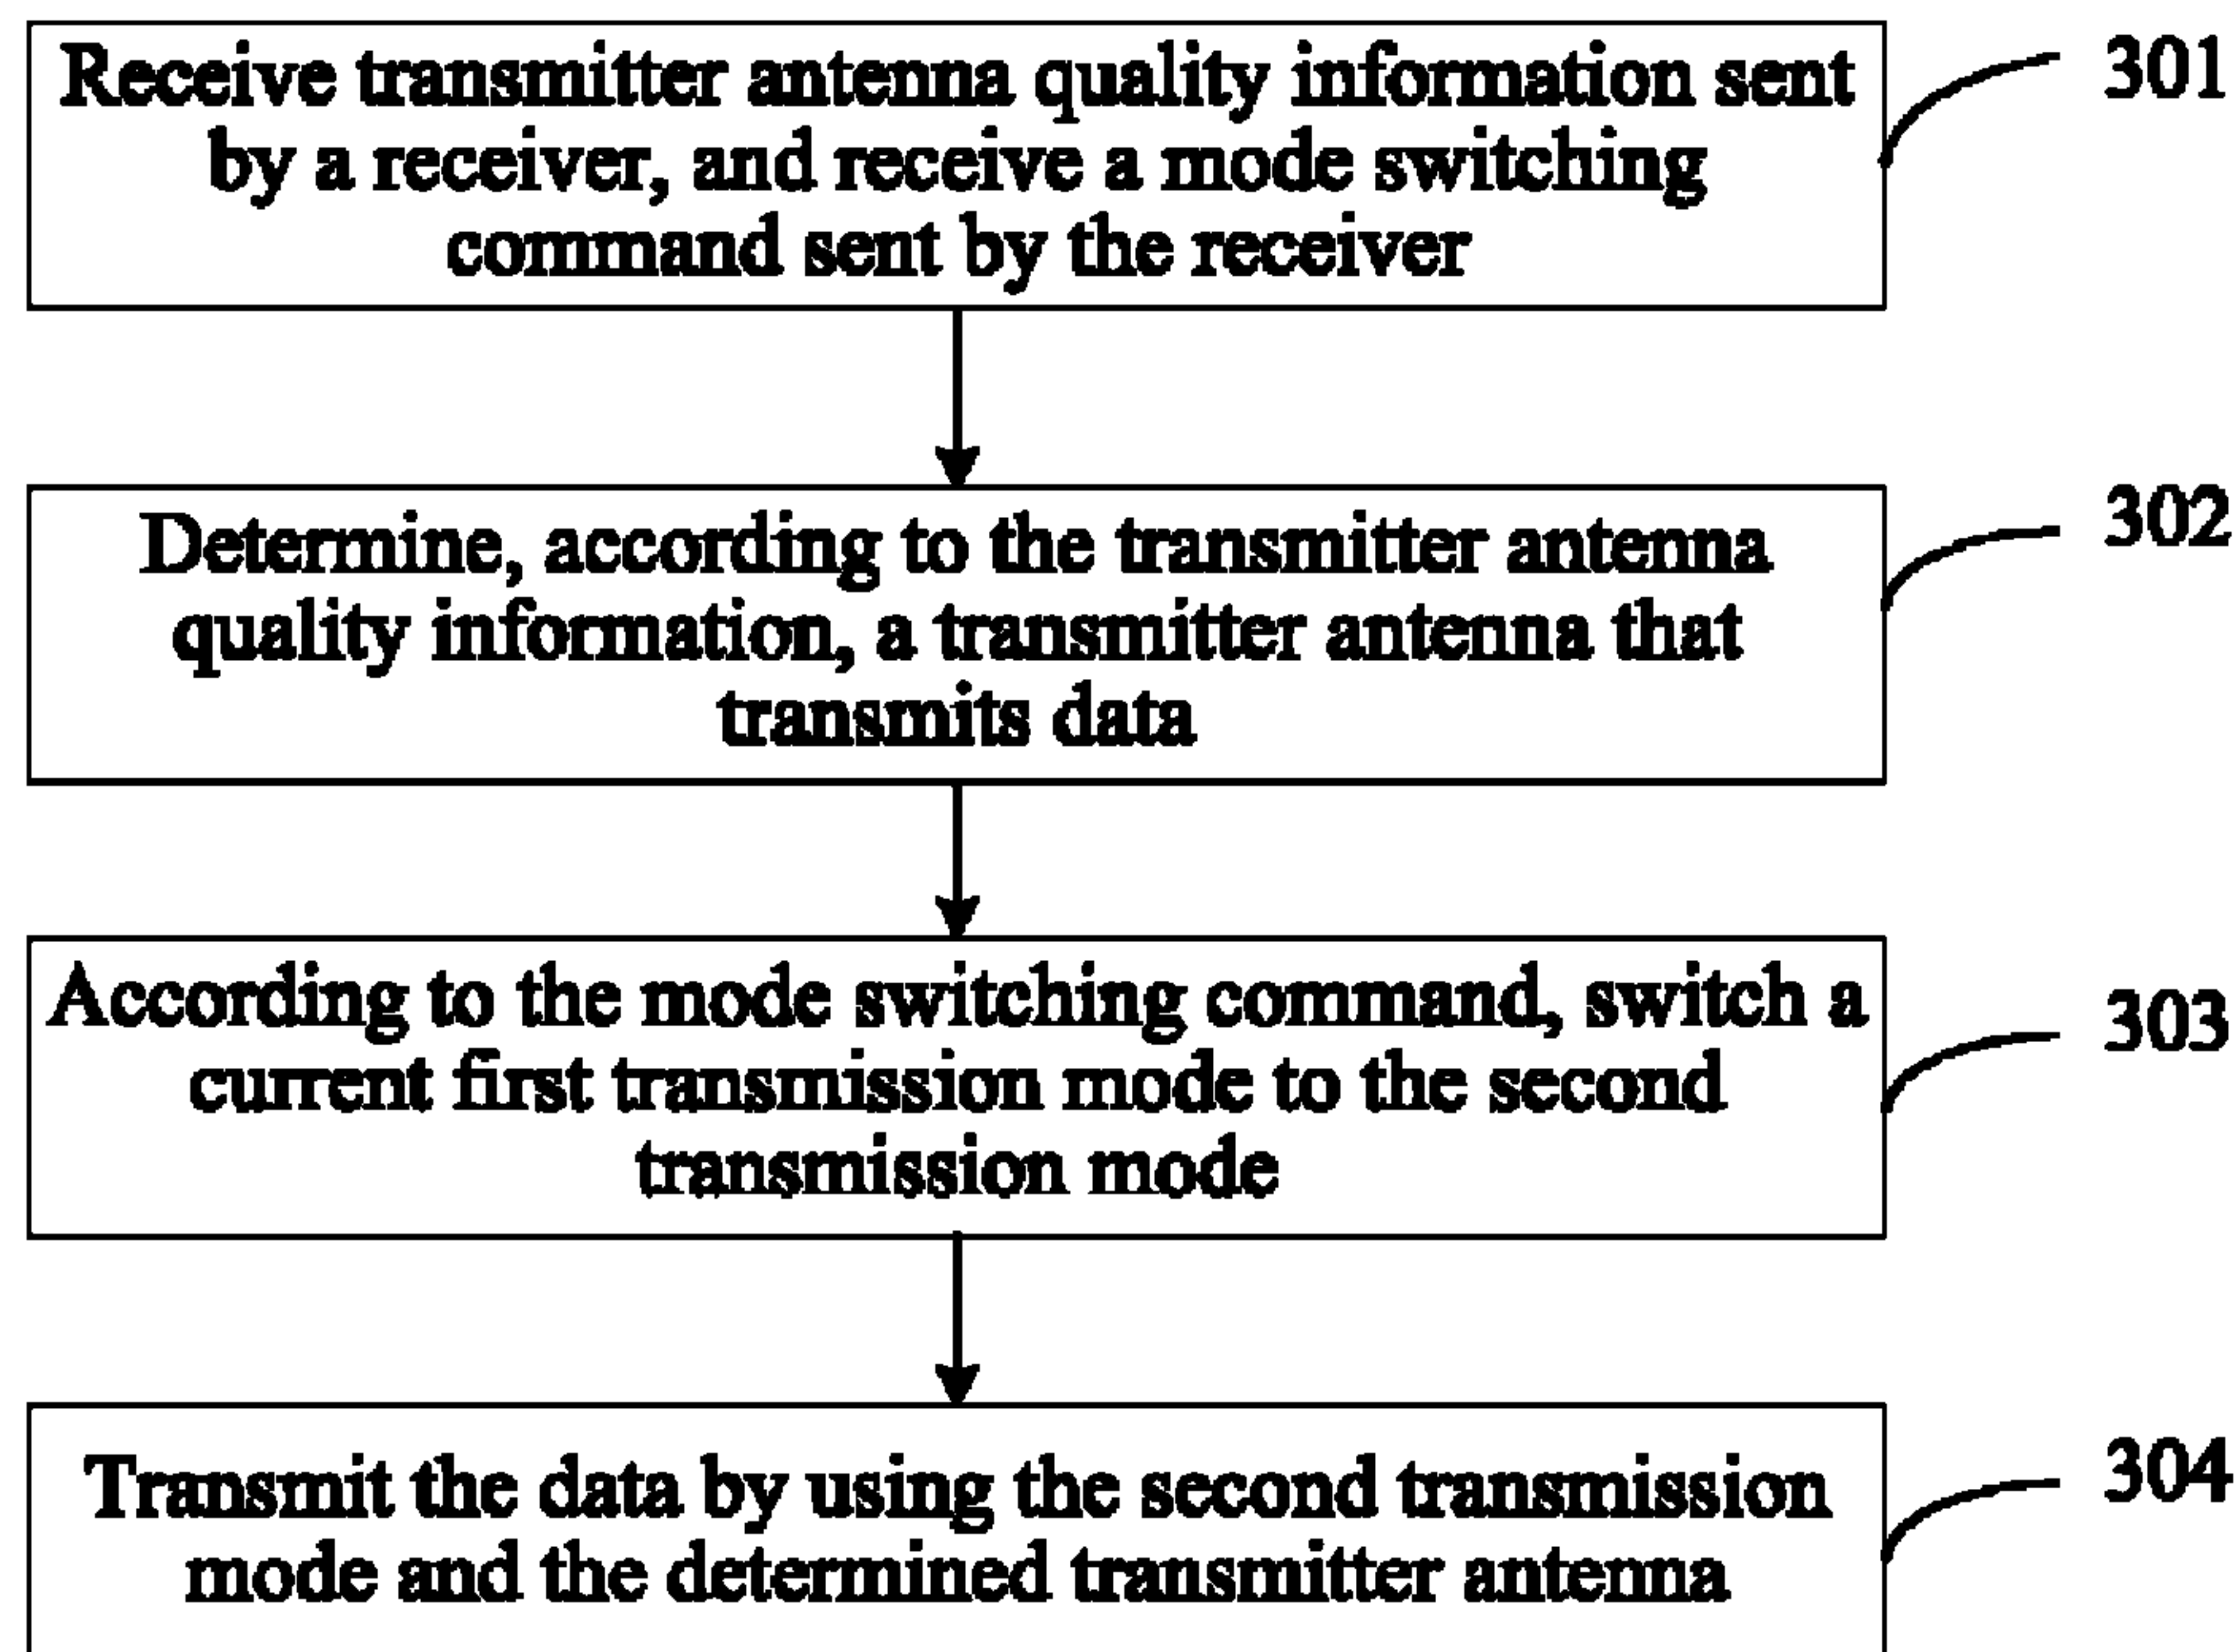 Receive transmitter antenna quality information sent
by a receiver, and receive a mode switching
command sent by the receiver
301
Determine, according to the transmitter antenna
quality information, a transmitter antenna that
transmits data
302
According to the mode switching command, switch a
current first transmission mode to the second
transmission mode
303
Transmit the data by using the second transmission
mode and the determined transmitter antenna
304